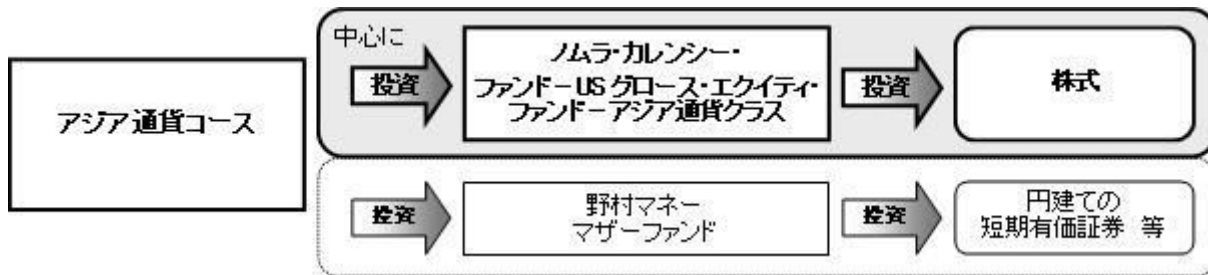 アジア通貨コース
中心に
投資
ノムラ・カレンシー・
ファンド－US グロース・エクイティ・
ファンド－アジア通貨クラス
投資
株式
投資
野村マネー
マザーファンド
投資
円建ての
短期有価証券 等